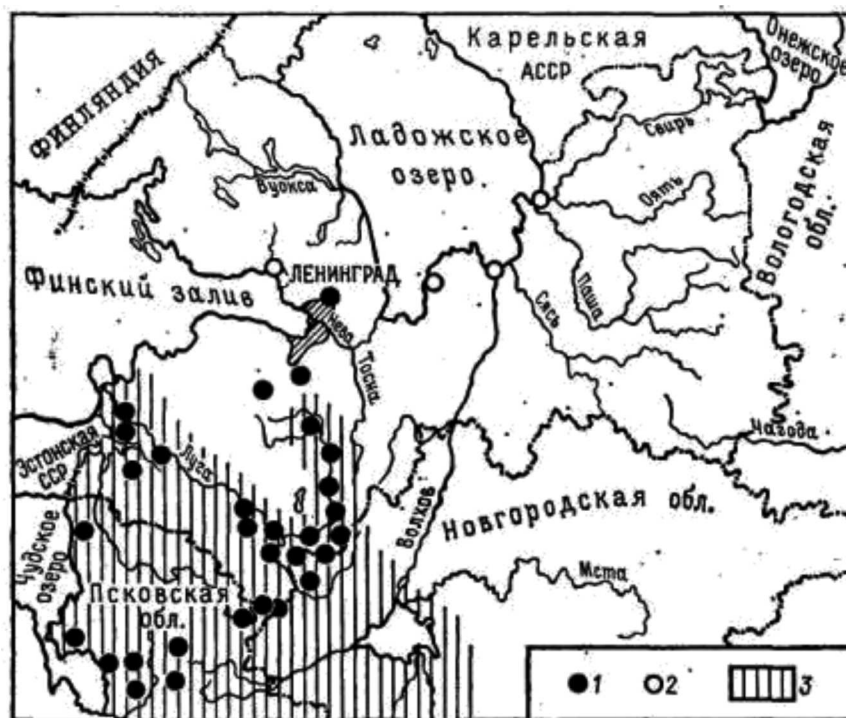 ФИНЛЯНДИЯ
Карельская
АССР
Онежское
озеро
Ладожское
озеро
Свирь
Вуокса
Оять
Вологодская
обл.
Финский залив
ЛЕНИНГРАД
Нева
Тосна
Сясь
Паша
Эстонская
ССР
Луга
Чагода
Волхов
Новгородская обл.
Чудское
озеро
Псковская
обл.
Мста
1
2
3